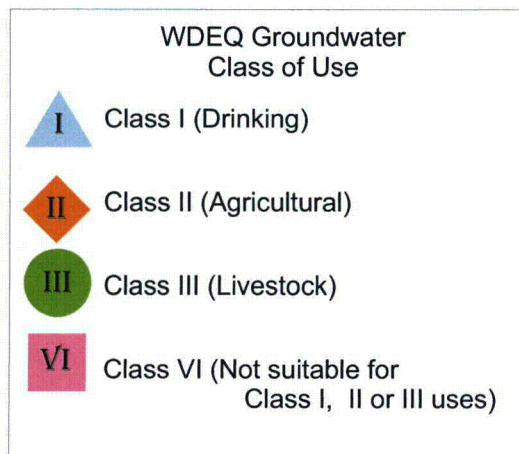 WDEQ Groundwater
Class of Use
I Class I (Drinking)
II Class II (Agricultural)
III Class III (Livestock)
VI Class VI (Not suitable for
Class I, II or III uses)